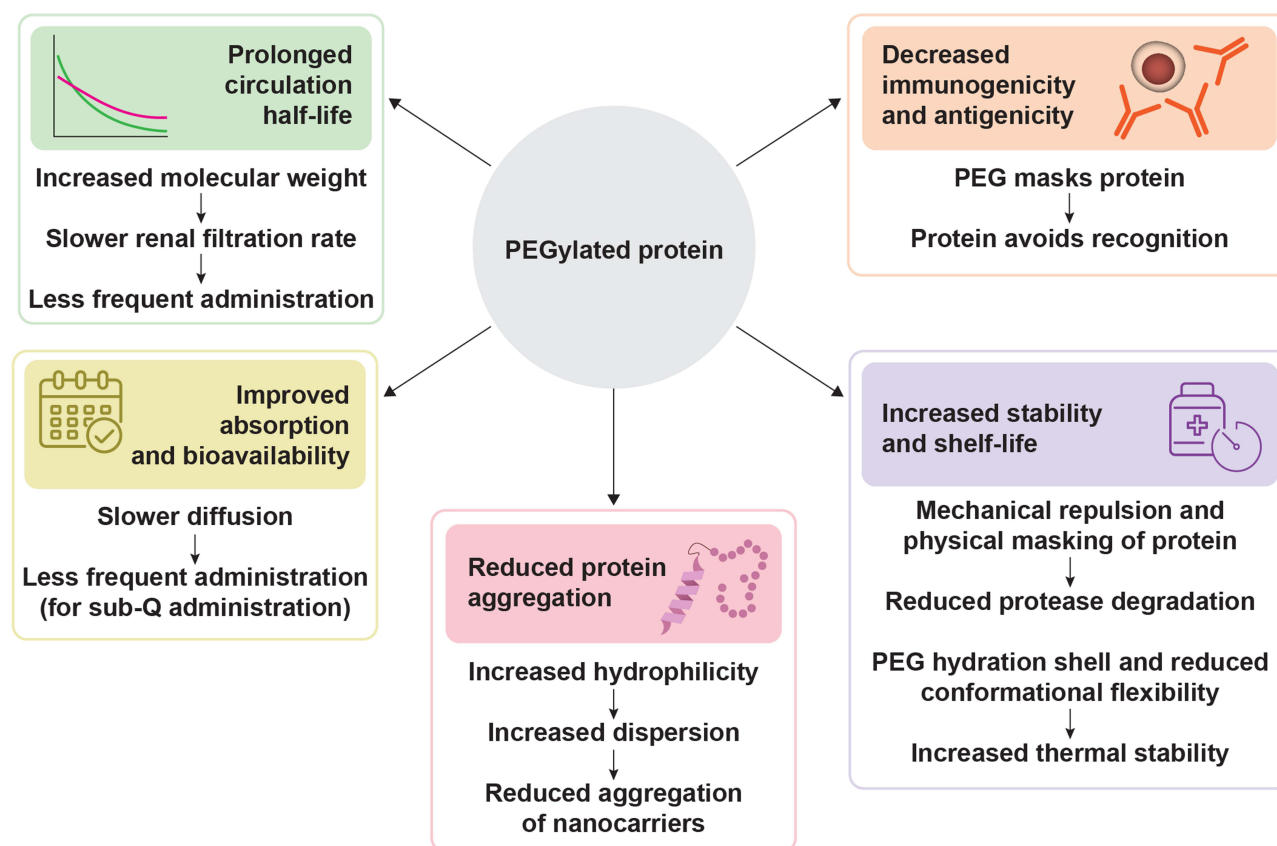 Prolonged
circulation
half-life
Increased molecular weight
Slower renal filtration rate
Less frequent administration
Decreased
immunogenicity
and antigenicity
PEG masks protein
Protein avoids recognition
PEGylated protein
Improved
absorption
and bioavailability
Slower diffusion
Less frequent administration
(for sub-Q administration)
Reduced protein
aggregation
Increased hydrophilicity
Increased dispersion
Reduced aggregation
of nanocarriers
Increased stability
and shelf-life
Mechanical repulsion and
physical masking of protein
Reduced protease degradation
PEG hydration shell and reduced
conformational flexibility
Increased thermal stability